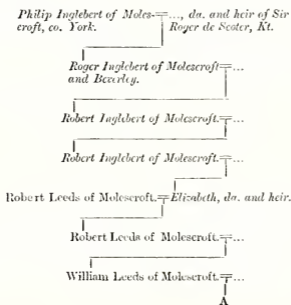 Philip Inglebert of Moles-=..., da. and heir of Sir
croft, co. York. Roger de Scoter, Kt.
Roger Inglebert of Molescroft=...
and Beverley.
Robert Inglebert of Molescroft.=...
Robert Inglebert of Molescroft.=...
Robert Leeds of Molescroft.=Elizabeth, da. and heir.
Robert Leeds of Molescroft.=...
William Leeds of Molescroft.=...
A